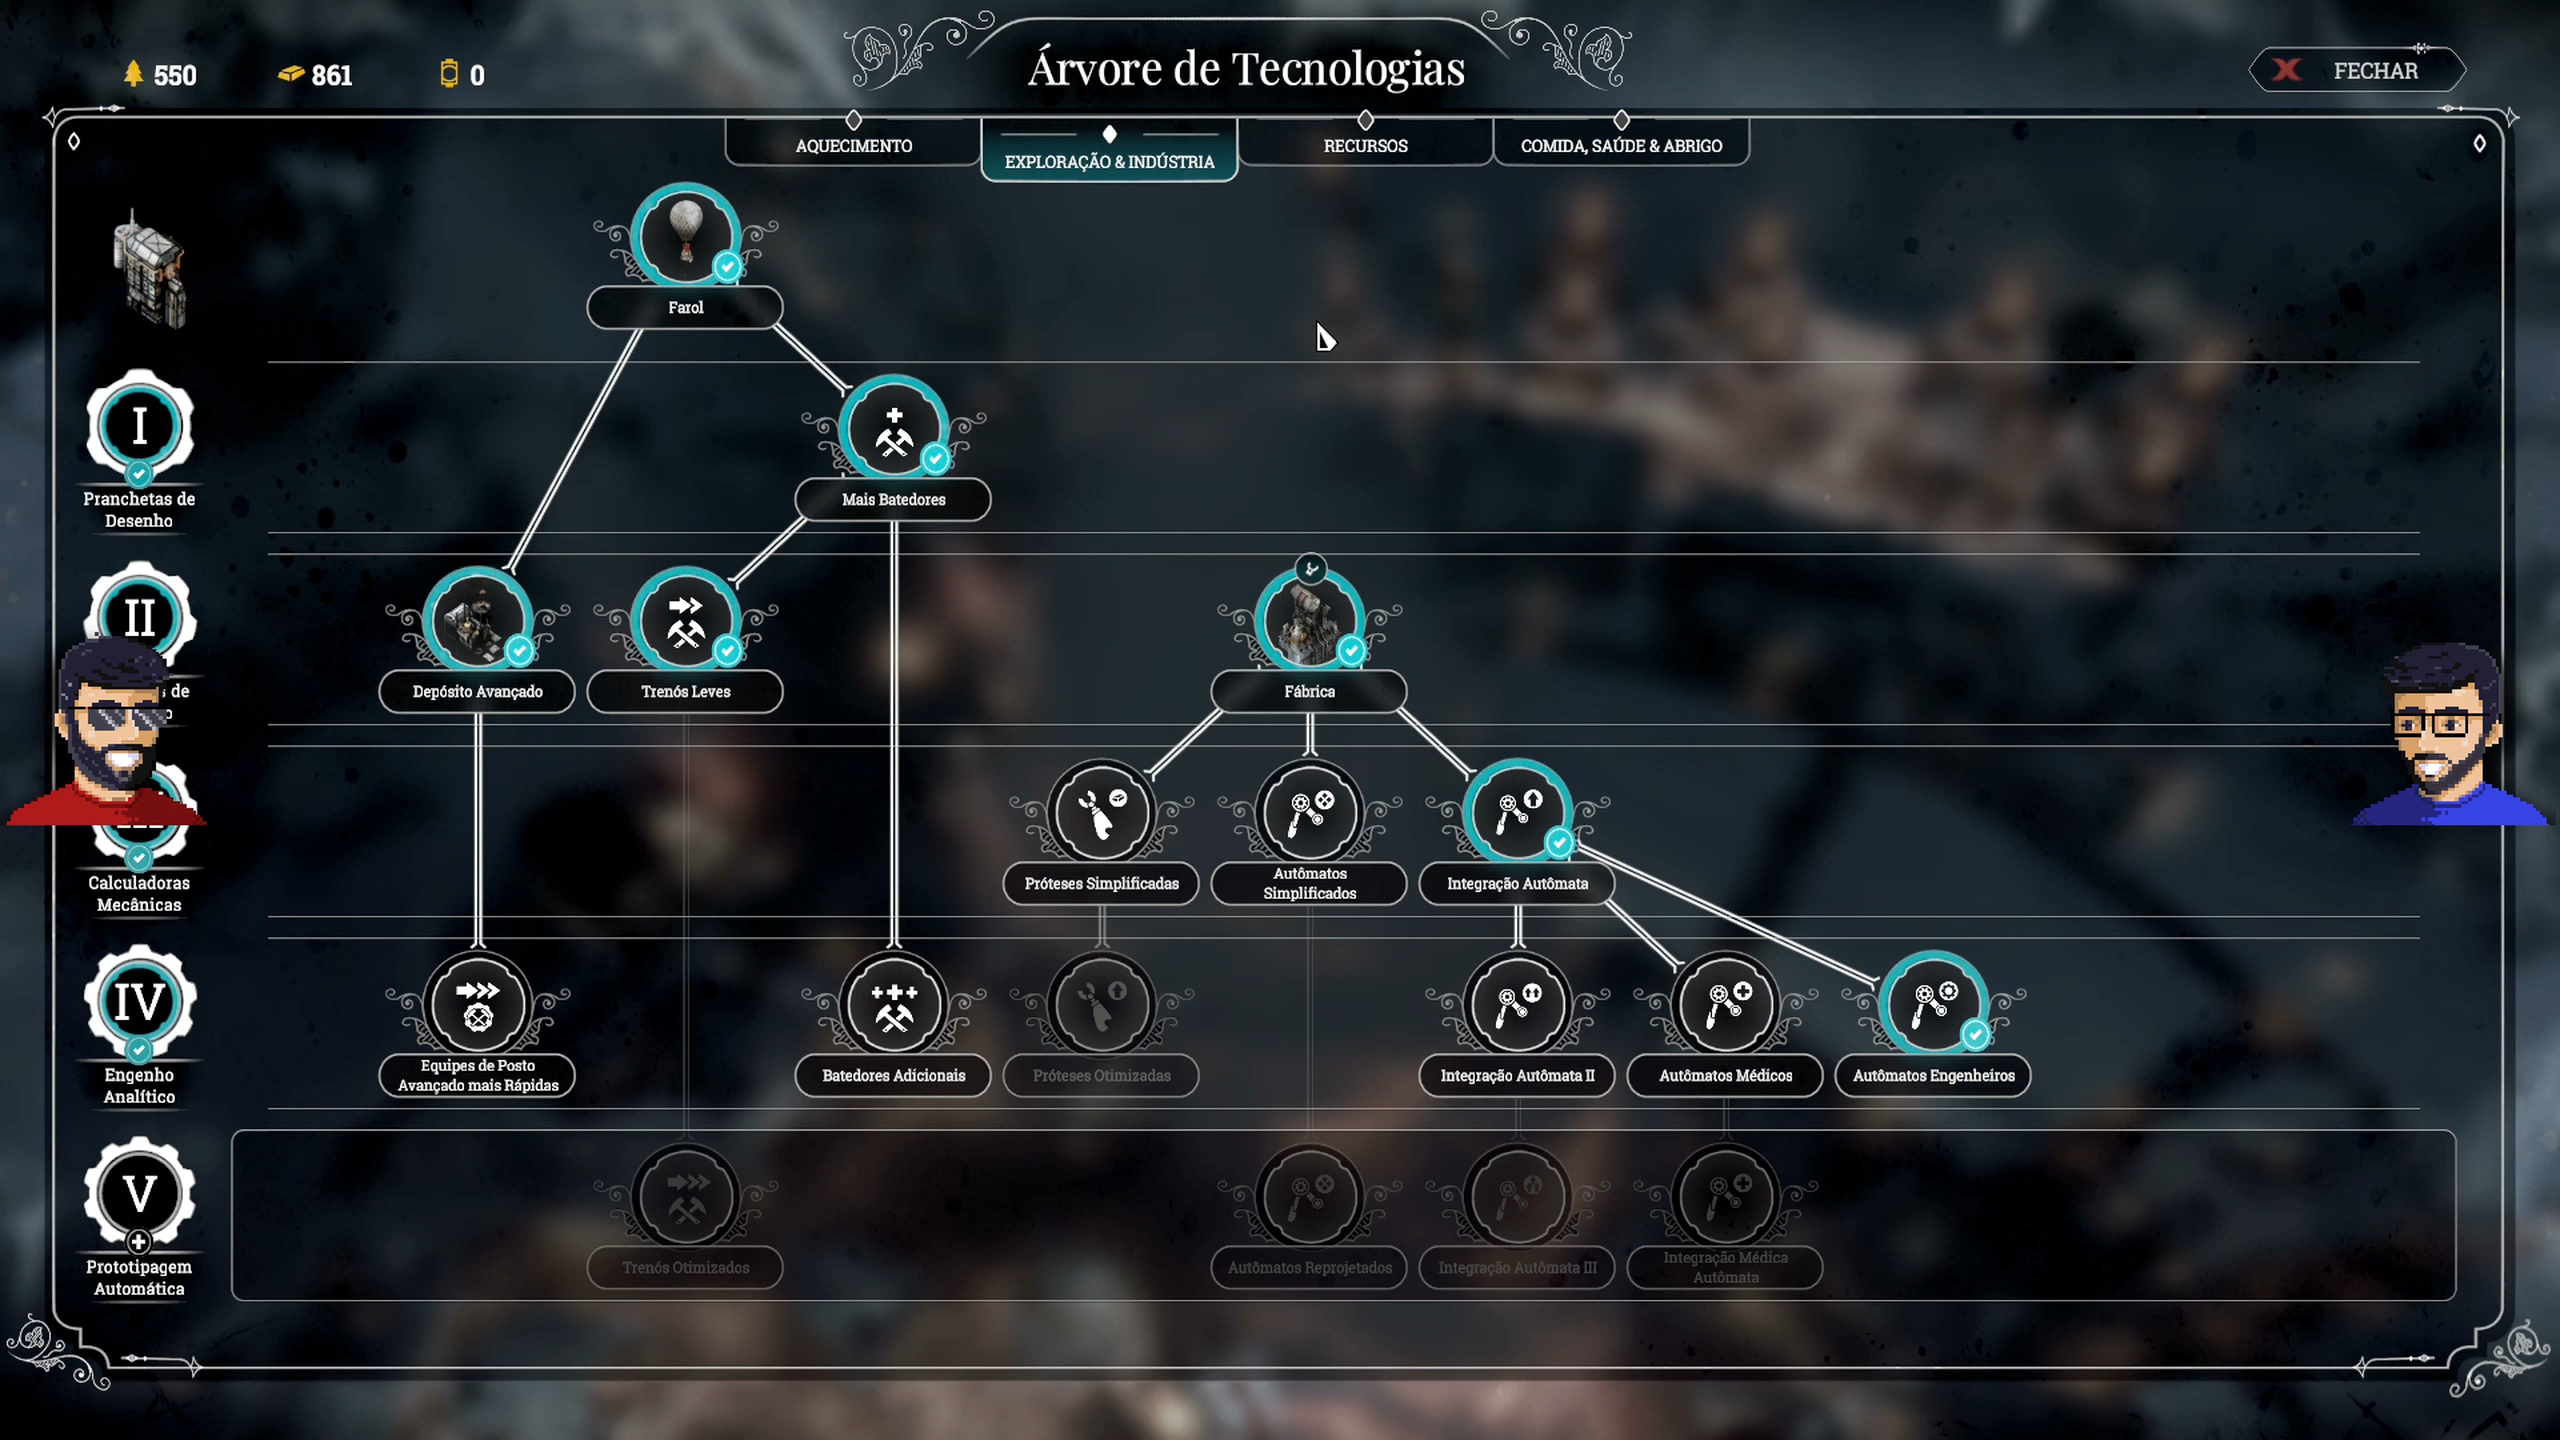 550 861 0
Árvore de Tecnologias
FECHAR
AQUECIMENTO
EXPLORAÇÃO & INDÚSTRIA
RECURSOS
COMIDA, SAÚDE & ABRIGO
Farol
I
Pranchetas de
Desenho
Mais Batedores
II
de
Depósito Avançado
Trenós Leves
Fábrica
Calculadoras
Mecânicas
Próteses Simplificadas
Autômatos
Simplificados
Integração Autômata
IV
Engenho
Analítico
Equipes de Posto
Avançado mais Rápidas
Batedores Adicionais
Próteses Otimizadas
Integração Autômata II
Autômatos Médicos
Autômatos Engenheiros
V
Prototipagem
Automática
Trenós Otimizados
Autômatos Reprojetados
Integração Autômata III
Integração Médica
Autômata